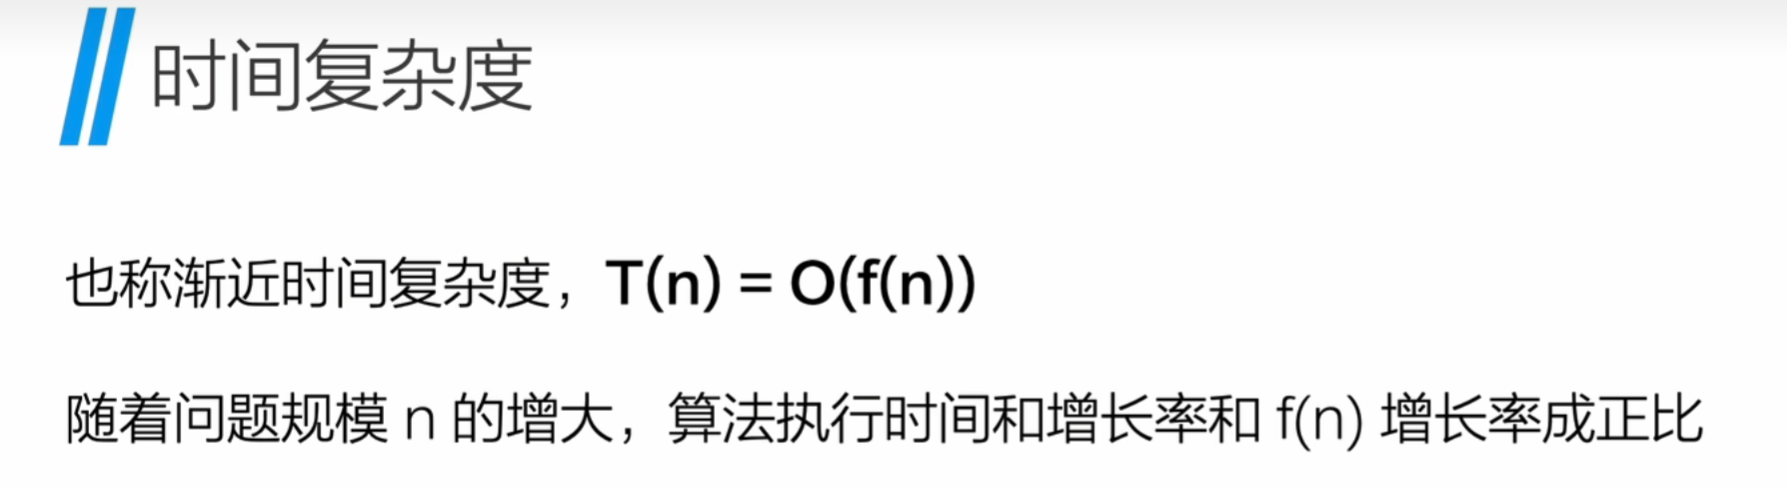 时间复杂度
也称渐近时间复杂度，T(n) = O(f(n))
随着问题规模 n 的增大，算法执行时间和增长率和 f(n) 增长率成正比